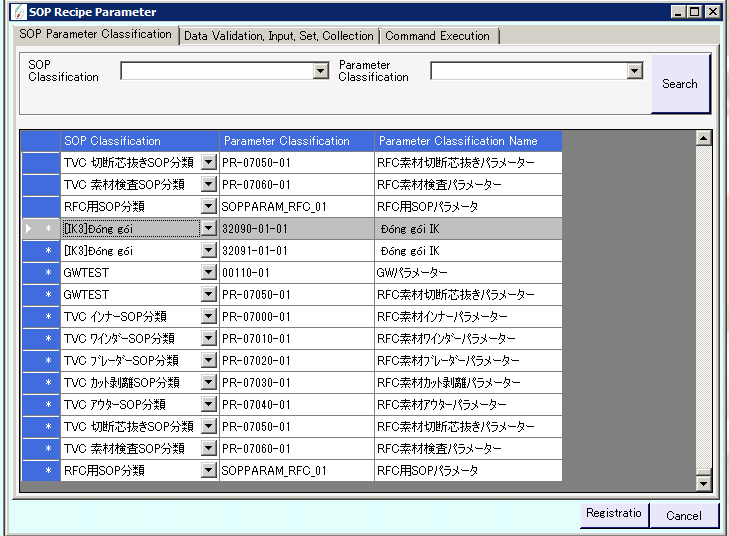 SOP Recipe Parameter
SOP Parameter Classification Data Validation, Input, Set, Collection Command Execution
SOP Classification Parameter Classification Search
SOP Classification Parameter Classification Parameter Classification Name
TVC 切断芯抜きSOP分類 PR-07050-01 RFC素材切断芯抜きパラメーター
TVC 素材検査SOP分類 PR-07060-01 RFC素材検査パラメーター
RFC用SOP分類 SOPPARAM_RFC_01 RFC用SOPパラメータ
* [IK3]Đóng gói 32090-01-01 Đóng gói IK
* [IK3]Đóng gói 32091-01-01 Đóng gói IK
* GWTEST 00110-01 GWパラメーター
* GWTEST PR-07050-01 RFC素材切断芯抜きパラメーター
* TVC インナーSOP分類 PR-07000-01 RFC素材インナーパラメーター
* TVC ワインダーSOP分類 PR-07010-01 RFC素材ワインダーパラメーター
* TVC ブレーダーSOP分類 PR-07020-01 RFC素材ブレーダーパラメーター
* TVC カット剥離SOP分類 PR-07030-01 RFC素材カット剥離パラメーター
* TVC アウターSOP分類 PR-07040-01 RFC素材アウターパラメーター
* TVC 切断芯抜きSOP分類 PR-07050-01 RFC素材切断芯抜きパラメーター
* TVC 素材検査SOP分類 PR-07060-01 RFC素材検査パラメーター
* RFC用SOP分類 SOPPARAM_RFC_01 RFC用SOPパラメータ
Registratio Cancel